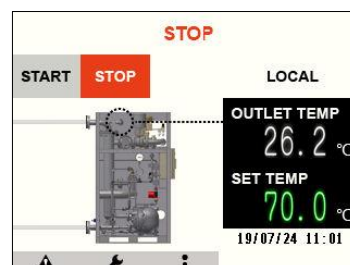 STOP
START STOP LOCAL
OUTLET TEMP
26.2 °C
SET TEMP
70.0 °C
19/07/24 11:01